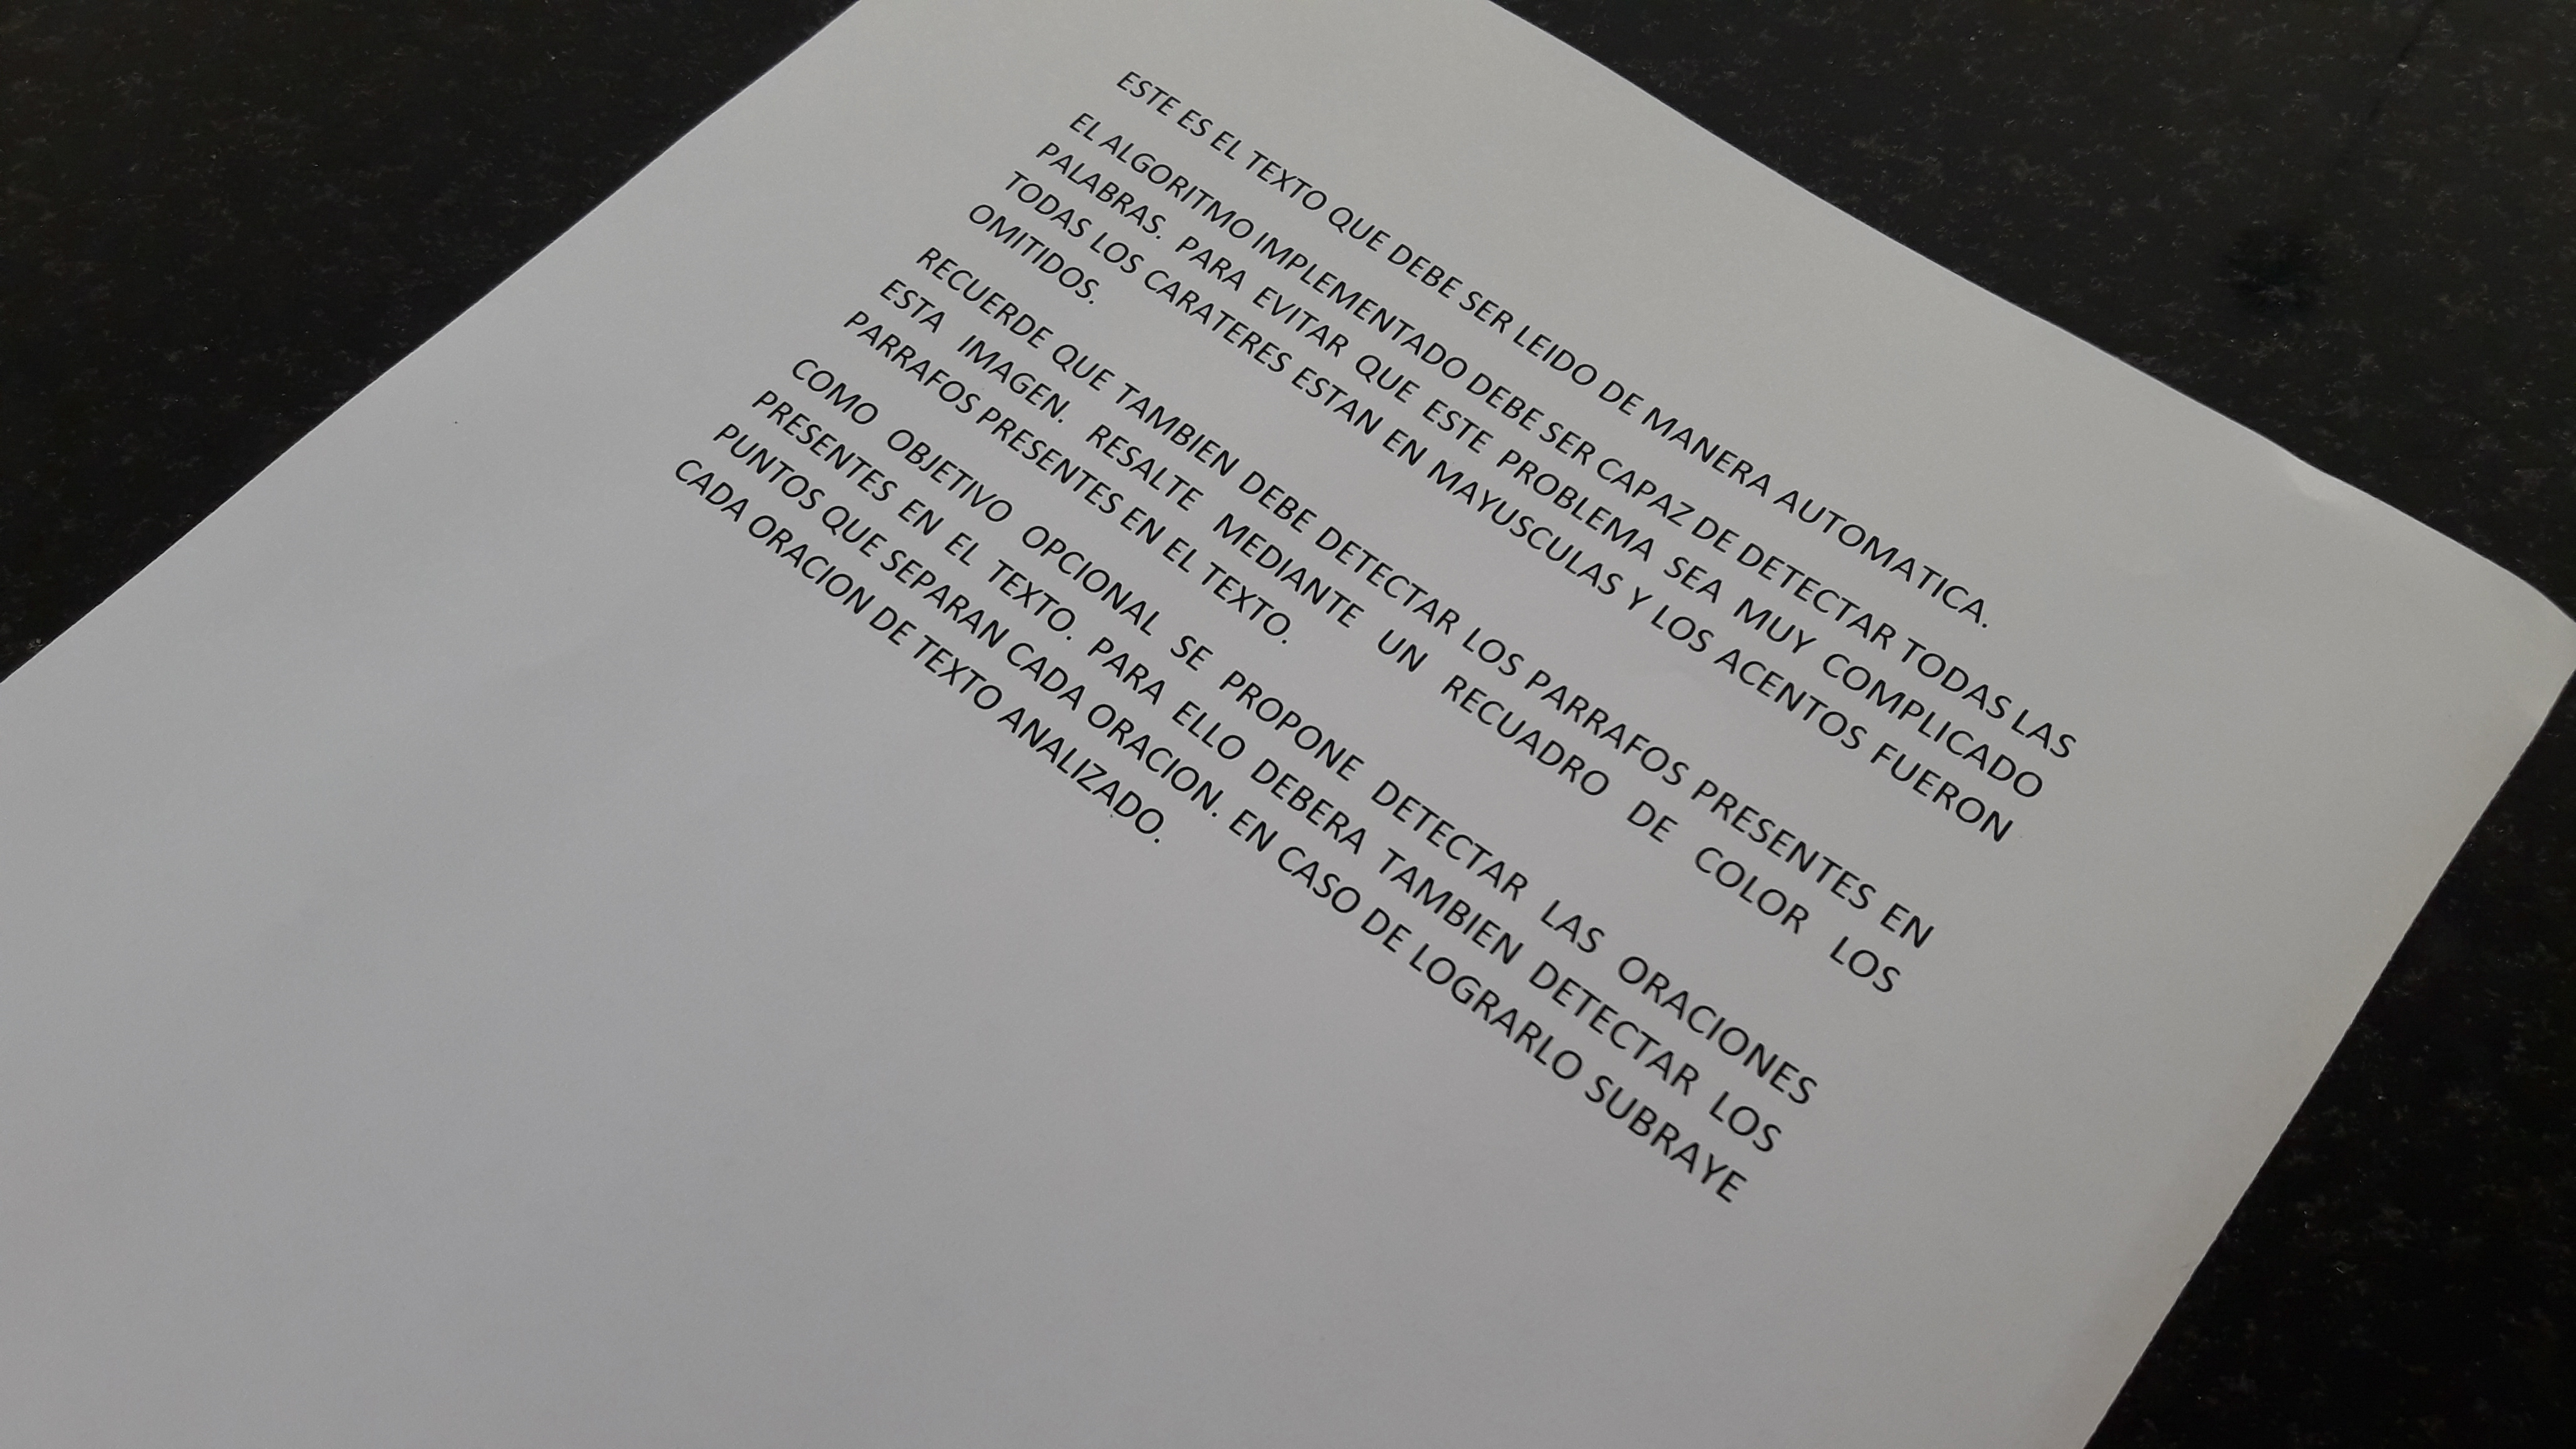 ESTE ES EL TEXTO QUE DEBE SER LEIDO DE MANERA AUTOMATICA.
EL ALGORITMO IMPLEMENTADO DEBE SER CAPAZ DE DETECTAR TODAS LAS
PALABRAS. PARA EVITAR QUE ESTE PROBLEMA SEA MUY COMPLICADO
TODAS LOS CARATERES ESTAN EN MAYUSCULAS Y LOS ACENTOS FUERON
OMITIDOS.
RECUERDE QUE TAMBIEN DEBE DETECTAR LOS PARRAFOS PRESENTES EN
ESTA IMAGEN. RESALTE MEDIANTE UN RECUADRO DE COLOR LOS
PARRAFOS PRESENTES EN EL TEXTO.
COMO OBJETIVO OPCIONAL SE PROPONE DETECTAR LAS ORACIONES
PRESENTES EN EL TEXTO. PARA ELLO DEBERA TAMBIEN DETECTAR LOS
PUNTOS QUE SEPARAN CADA ORACION. EN CASO DE LOGRARLO SUBRAYE
CADA ORACION DE TEXTO ANALIZADO.